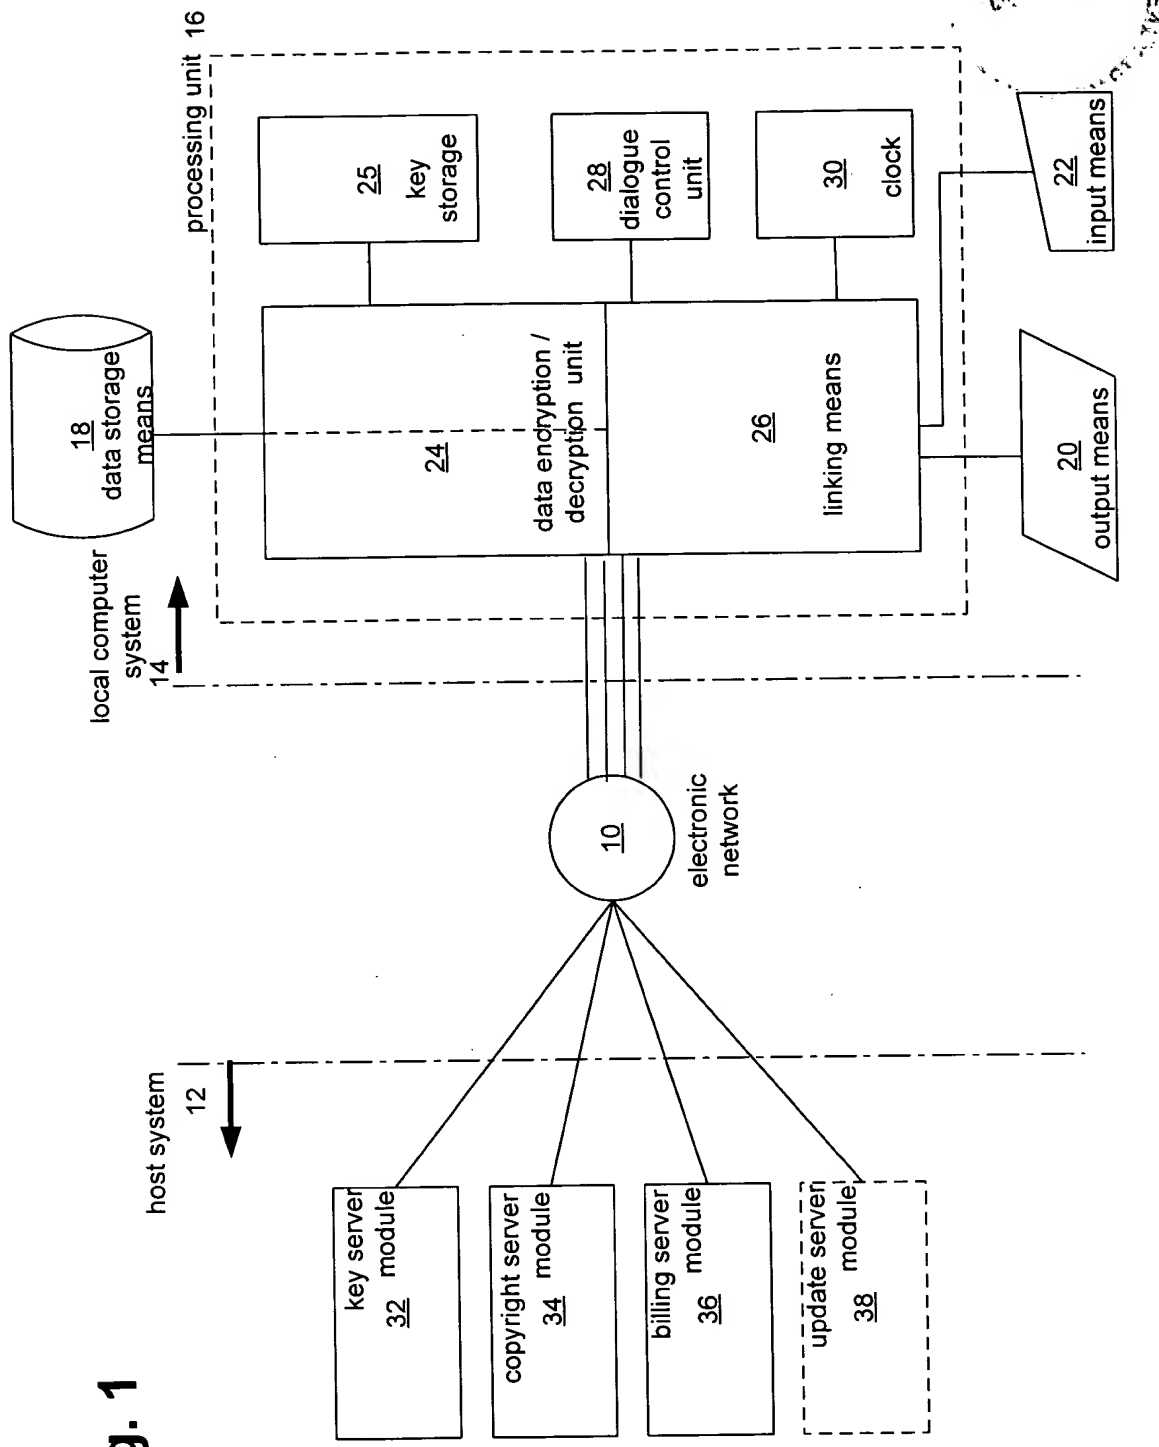 g. 1
host system
12
local computer
system
14
processing unit 16
18
data storage
means
25
key
storage
28
dialogue
control
unit
30
clock
24
data encryption /
decryption unit
26
linking means
22
input means
20
output means
10
electronic
network
key server
module
32
copyright server
module
34
billing server
module
36
update server
module
38